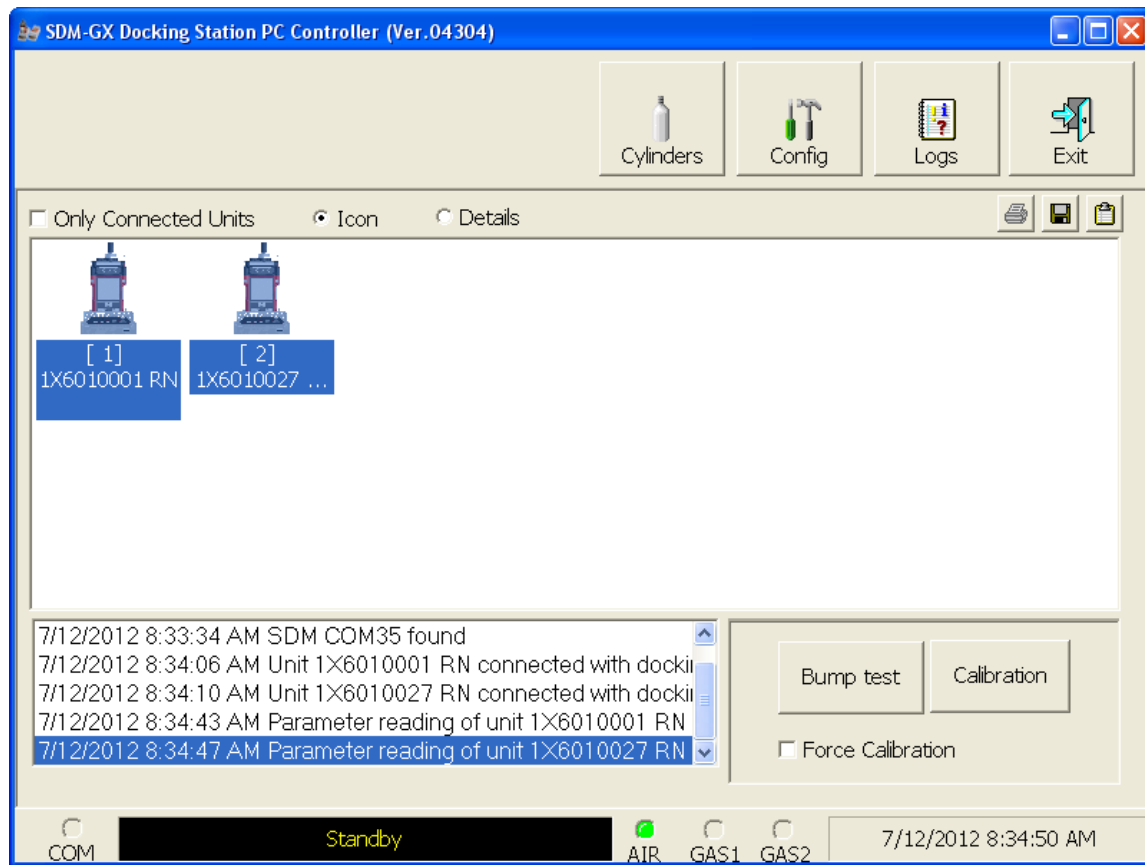 SDM-GX Docking Station PC Controller (Ver.04304)
Cylinders
Config
Logs
Exit
Only Connected Units
Icon
Details
[ 1]
1X6010001 RN
[ 2]
1X6010027 ...
7/12/2012 8:33:34 AM SDM COM35 found
7/12/2012 8:34:06 AM Unit 1X6010001 RN connected with docki
7/12/2012 8:34:10 AM Unit 1X6010027 RN connected with docki
7/12/2012 8:34:43 AM Parameter reading of unit 1X6010001 RN
7/12/2012 8:34:47 AM Parameter reading of unit 1X6010027 RN
Bump test
Calibration
Force Calibration
COM
Standby
AIR
GAS1
GAS2
7/12/2012 8:34:50 AM